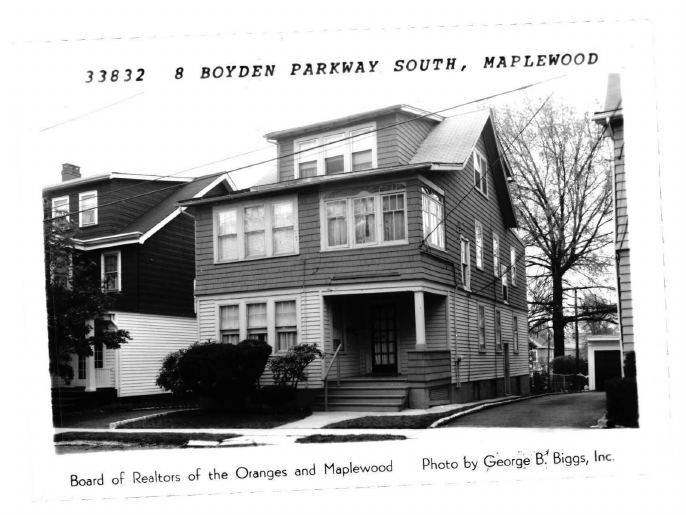 33832 8 BOYDEN PARKWAY SOUTH, MAPLEWOOD
Board of Realtors of the Oranges and Maplewood Photo by George B. Biggs, Inc.